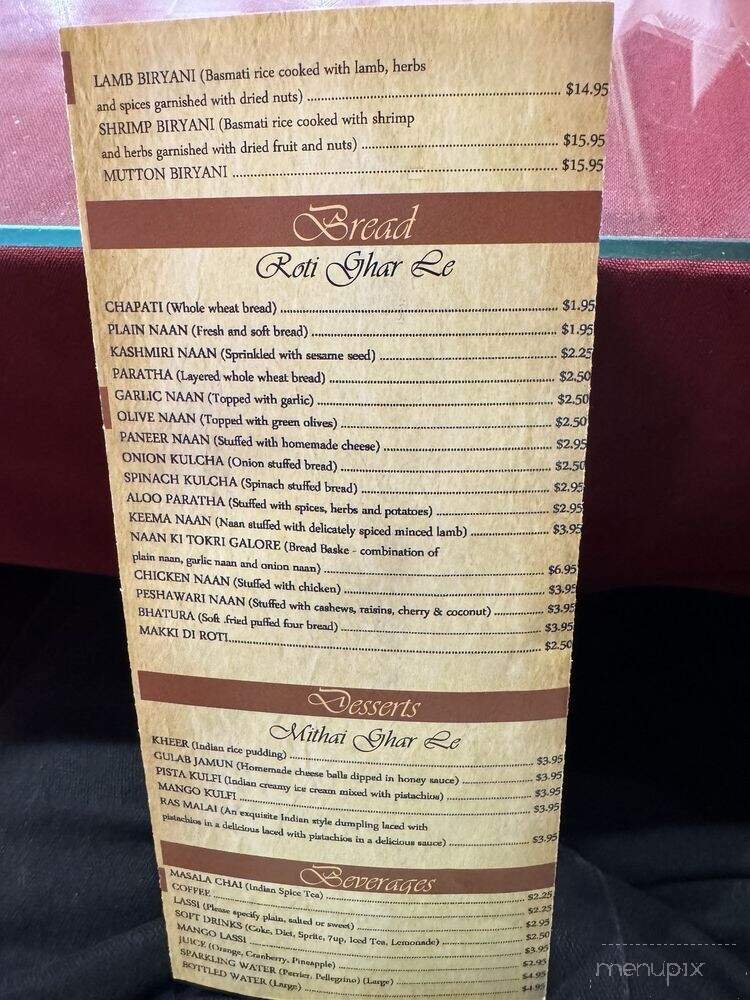 LAMB BIRYANI (Basmati rice cooked with lamb, herbs
and spices garnished with dried nuts) ........ $14.95
SHRIMP BIRYANI (Basmati rice cooked with shrimp
and herbs garnished with dried fruit and nuts) ........ $15.95
MUTTON BIRYANI ........ $15.95
Bread
Roti Ghar Le
CHAPATI (Whole wheat bread) ........ $1.95
PLAIN NAAN (Fresh and soft bread) ........ $1.95
KASHMIRI NAAN (Sprinkled with sesame seed) ........ $2.25
PARATHA (Layered whole wheat bread) ........ $2.50
GARLIC NAAN (Topped with garlic) ........ $2.50
OLIVE NAAN (Topped with green olives) ........ $2.50
PANEER NAAN (Stuffed with homemade cheese) ........ $2.95
ONION KULCHA (Onion stuffed bread) ........ $2.50
SPINACH KULCHA (Spinach stuffed bread) ........ $2.95
ALOO PARATHA (Stuffed with spices, herbs and potatoes) ........ $2.95
KEEMA NAAN (Naan stuffed with delicately spiced minced lamb) ........ $3.95
NAAN KI TOKRI GALORE (Bread Baske - combination of
plain naan, garlic naan and onion naan) ........ $6.95
CHICKEN NAAN (Stuffed with chicken) ........ $3.95
PESHAWARI NAAN (Stuffed with cashews, raisins, cherry & coconut) ........ $3.95
BHATURA (Soft .fried puffed four bread) ........ $3.95
MAKKI DI ROTI ........ $2.50
Desserts
Mithai Ghar Le
KHEER (Indian rice pudding) ........ $3.95
GULAB JAMUN (Homemade cheese balls dipped in honey sauce) ........ $3.95
PISTA KULFI (Indian creamy ice cream mixed with pistachios) ........ $3.95
MANGO KULFI ........ $3.95
RAS MALAI (An exquisite Indian style dumpling laced with
pistachios in a delicious laced with pistachios in a delicious sauce) ........ $3.95
Beverages
MASALA CHAI (Indian Spice Tea) ........ $2.25
COFFEE ........ $2.25
LASSI (Please specify plain, salted or sweet) ........ $2.95
SOFT DRINKS (Coke, Diet, Sprite, 7up, Iced Tea, Lemonade) ........ $2.50
MANGO LASSI ........ $3.95
JUICE (Orange, Cranberry, Pineapple) ........ $2.95
SPARKLING WATER (Perrier, Pellegrino) (Large) ........ $4.95
BOTTLED WATER (Large) ........ $4.95
menupix